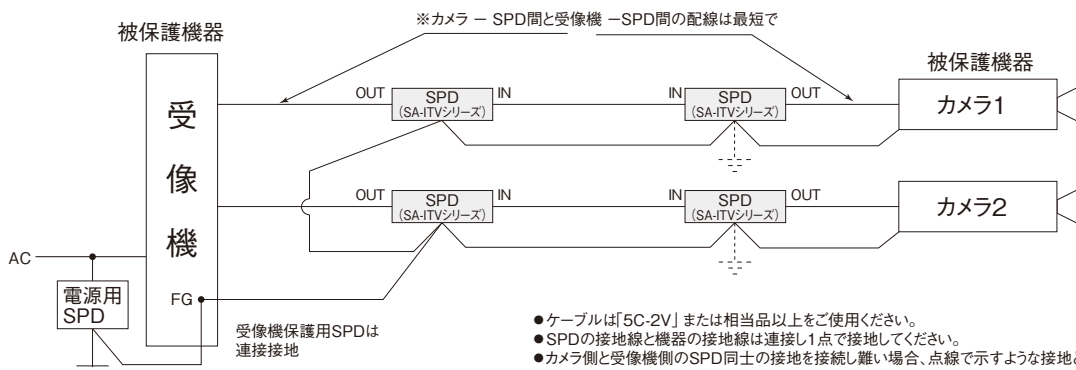 ※カメラ － SPD間と受像機 －SPD間の配線は最短で
被保護機器
被保護機器
受像機
OUT
SPD
(SA-ITVシリーズ)
IN
IN
SPD
(SA-ITVシリーズ)
OUT
カメラ1
OUT
SPD
(SA-ITVシリーズ)
IN
IN
SPD
(SA-ITVシリーズ)
OUT
カメラ2
AC
電源用
SPD
FG
受像機保護用SPDは
連接接地
●ケーブルは「5C-2V」または相当品以上をご使用ください。
●SPDの接地線と機器の接地線は連接し1点で接地してください。
●カメラ側と受像機側のSPD同士の接地を接続し難い場合、点線で示すような接地